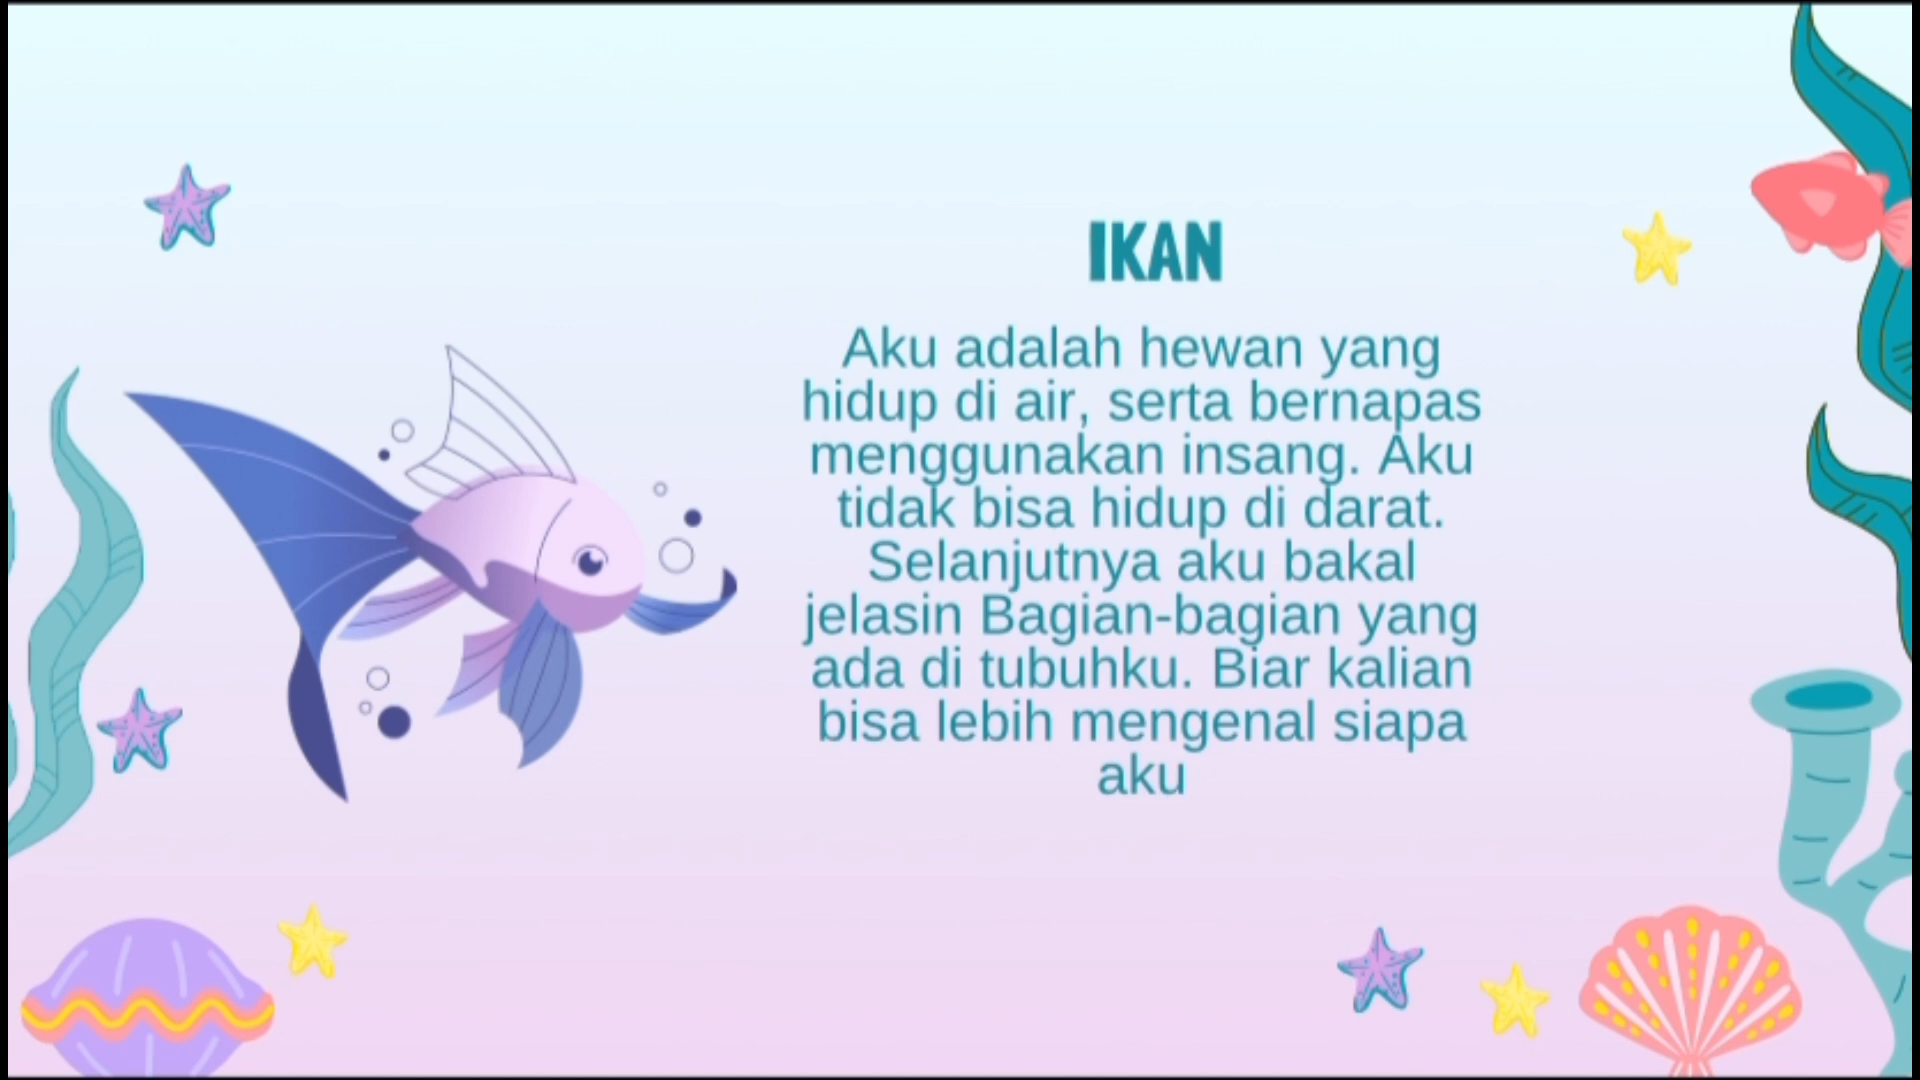 IKAN
Aku adalah hewan yang
hidup di air, serta bernapas
menggunakan insang. Aku
tidak bisa hidup di darat.
Selanjutnya aku bakal
jelasin Bagian-bagian yang
ada di tubuhku. Biar kalian
bisa lebih mengenal siapa
aku